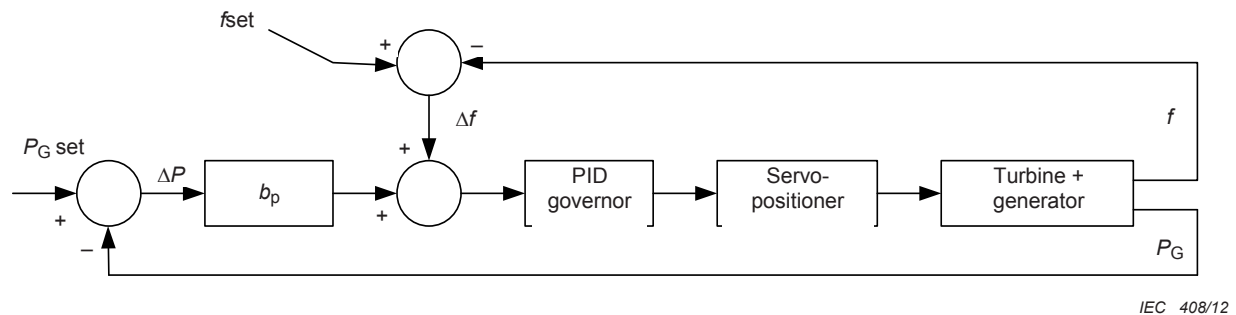 fset
+
–
Δf
f
PG set
ΔP
+
bp
+
+
PID
governor
Servo-
positioner
Turbine +
generator
+
–
PG
IEC 408/12